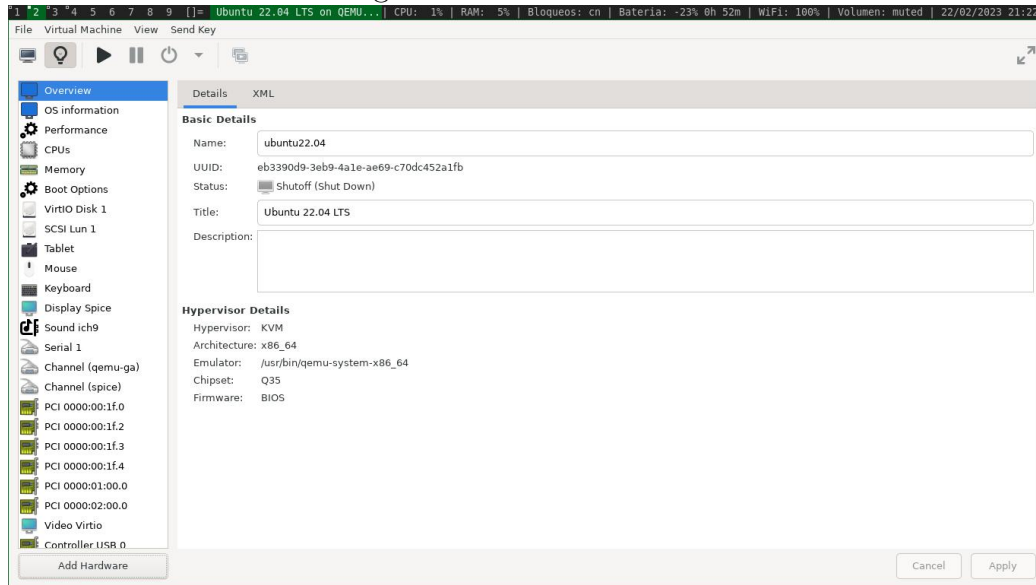 1 2 3 4 5 6 7 8 9 []= Ubuntu 22.04 LTS on QEMU... CPU: 1% | RAM: 5% | Bloqueos: cn | Bateria: -23% 0h 52m | WiFi: 100% | Volumen: muted | 22/02/2023 21:22
File Virtual Machine View Send Key
Overview
OS information
Performance
CPUs
Memory
Boot Options
VirtIO Disk 1
SCSI Lun 1
Tablet
Mouse
Keyboard
Display Spice
Sound ich9
Serial 1
Channel (qemu-ga)
Channel (spice)
PCI 0000:00:1f.0
PCI 0000:00:1f.2
PCI 0000:00:1f.3
PCI 0000:00:1f.4
PCI 0000:01:00.0
PCI 0000:02:00.0
Video Virtio
Controller USB 0
Add Hardware
Details XML
Basic Details
Name: ubuntu22.04
UUID: eb3390d9-3eb9-4a1e-ae69-c70dc452a1fb
Status: Shutoff (Shut Down)
Title: Ubuntu 22.04 LTS
Description:
Hypervisor Details
Hypervisor: KVM
Architecture: x86_64
Emulator: /usr/bin/qemu-system-x86_64
Chipset: Q35
Firmware: BIOS
Cancel Apply